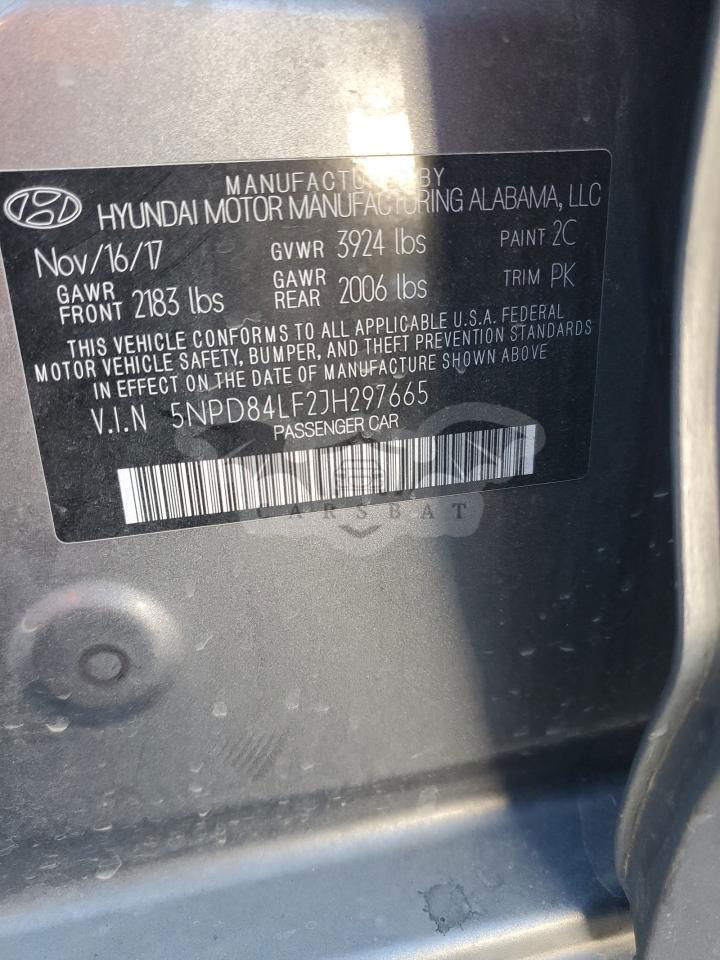 MANUFACTURED BY
HYUNDAI MOTOR MANUFACTURING ALABAMA, LLC
Nov/16/17 GVWR 3924 lbs PAINT 2C
GAWR FRONT 2183 lbs GAWR REAR 2006 lbs TRIM PK
THIS VEHICLE CONFORMS TO ALL APPLICABLE U.S.A. FEDERAL
MOTOR VEHICLE SAFETY, BUMPER, AND THEFT PREVENTION STANDARDS
IN EFFECT ON THE DATE OF MANUFACTURE SHOWN ABOVE
V.I.N 5NPD84LF2JH297665
PASSENGER CAR
CARSBAT